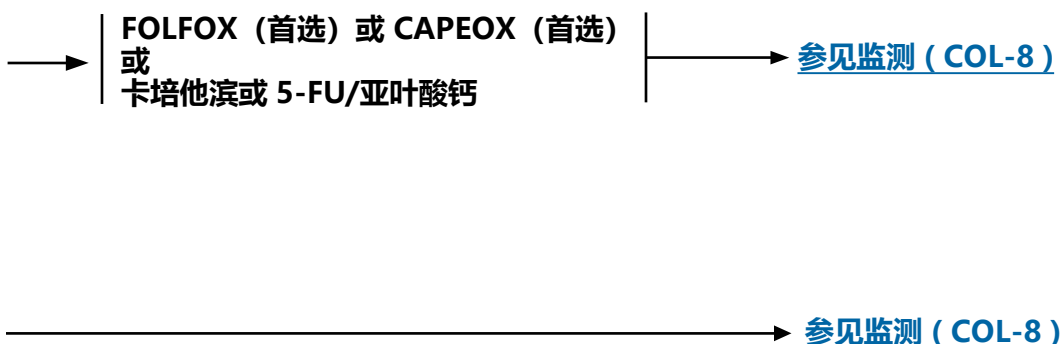 FOLFOX（首选）或 CAPEOX（首选）
或
卡培他滨或 5-FU/亚叶酸钙
参见监测 ( COL-8 )
参见监测 ( COL-8 )